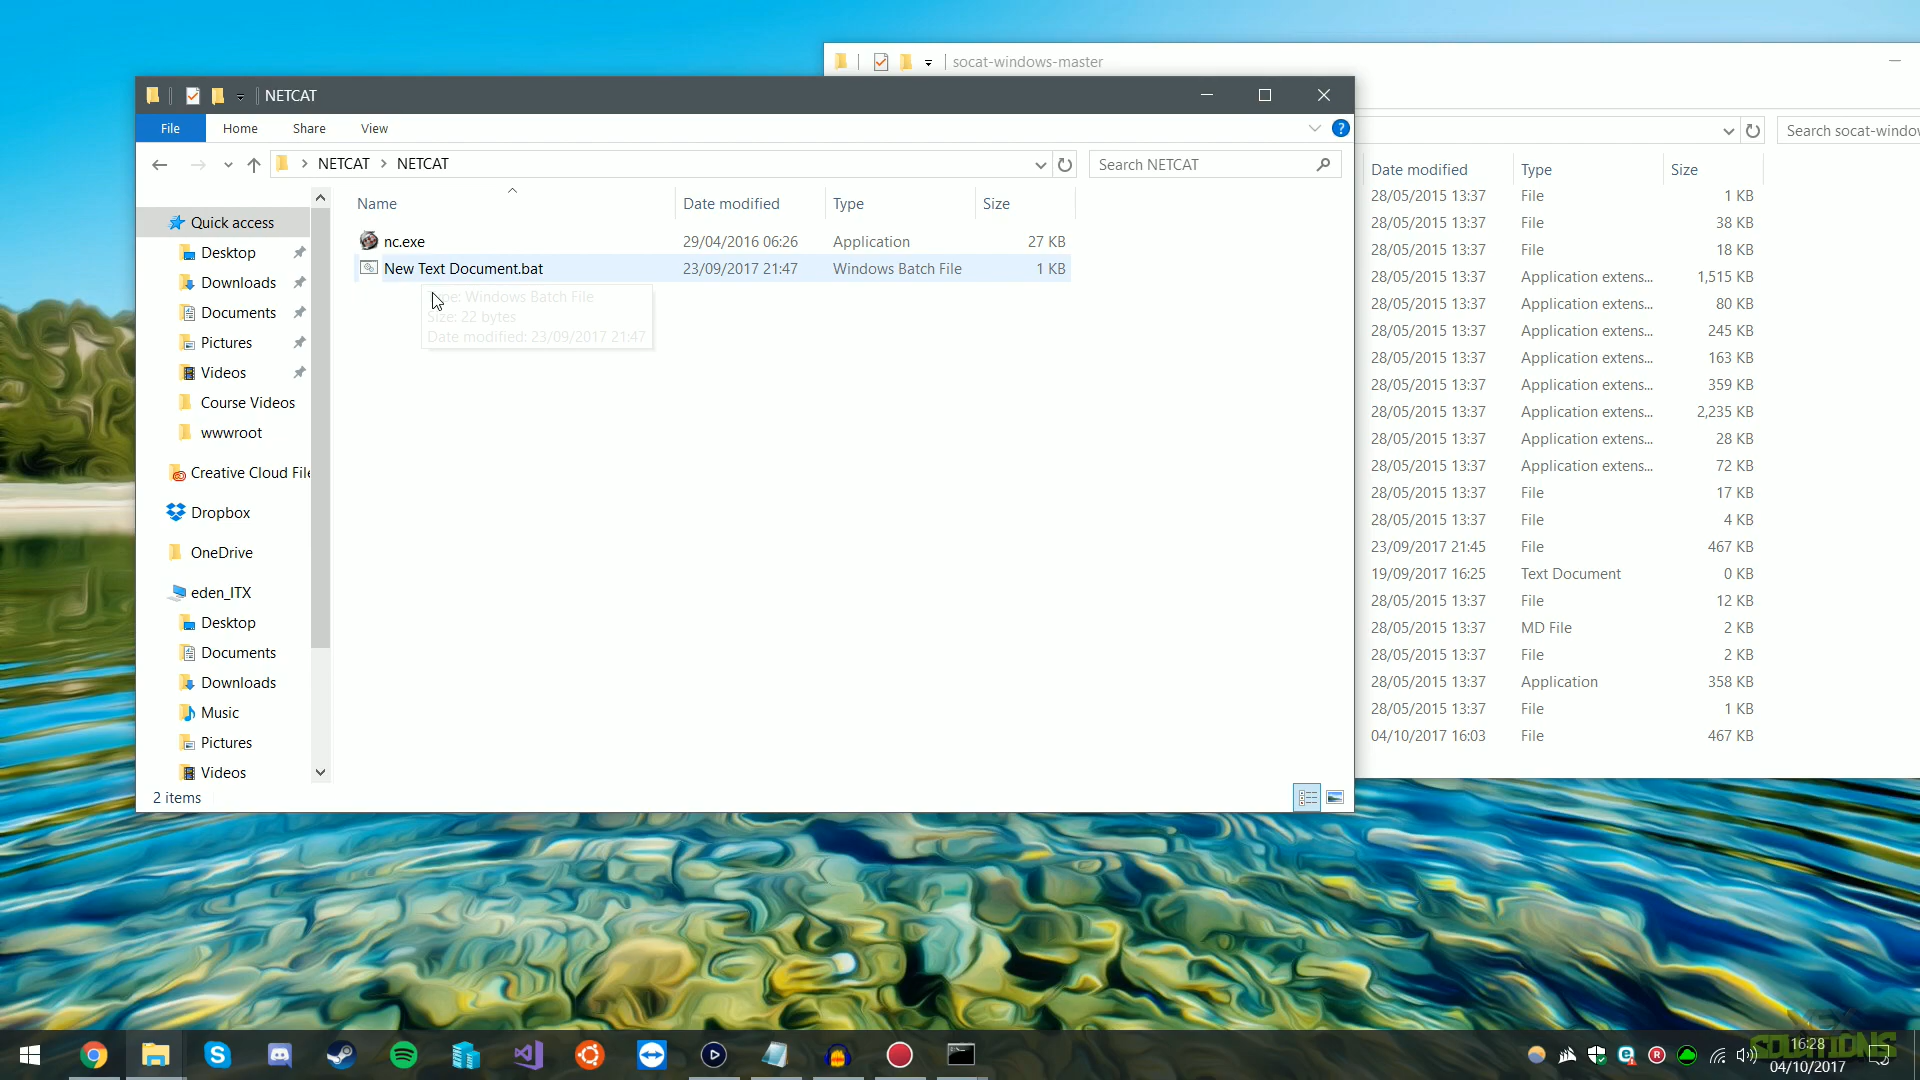 socat-windows-master
NETCAT
File Home Share View
NETCAT NETCAT
Search NETCAT
Search socat-windo
Name Date modified Type Size
nc.exe 29/04/2016 06:26 Application 27 KB
New Text Document.bat 23/09/2017 21:47 Windows Batch File 1 KB
Windows Batch File
Size: 22 bytes
Date modified: 23/09/2017 21:47
Quick access
Desktop
Downloads
Documents
Pictures
Videos
Course Videos
wwwroot
Creative Cloud File
Dropbox
OneDrive
eden_ITX
Desktop
Documents
Downloads
Music
Pictures
Videos
2 items
Date modified Type Size
28/05/2015 13:37 File 1 KB
28/05/2015 13:37 File 38 KB
28/05/2015 13:37 File 18 KB
28/05/2015 13:37 Application extens... 1,515 KB
28/05/2015 13:37 Application extens... 80 KB
28/05/2015 13:37 Application extens... 245 KB
28/05/2015 13:37 Application extens... 163 KB
28/05/2015 13:37 Application extens... 359 KB
28/05/2015 13:37 Application extens... 2,235 KB
28/05/2015 13:37 Application extens... 28 KB
28/05/2015 13:37 Application extens... 72 KB
28/05/2015 13:37 File 17 KB
28/05/2015 13:37 File 4 KB
23/09/2017 21:45 File 467 KB
19/09/2017 16:25 Text Document 0 KB
28/05/2015 13:37 File 12 KB
28/05/2015 13:37 MD File 2 KB
28/05/2015 13:37 File 2 KB
28/05/2015 13:37 Application 358 KB
28/05/2015 13:37 File 1 KB
04/10/2017 16:03 File 467 KB
SOLUTIONS
16:28
04/10/2017